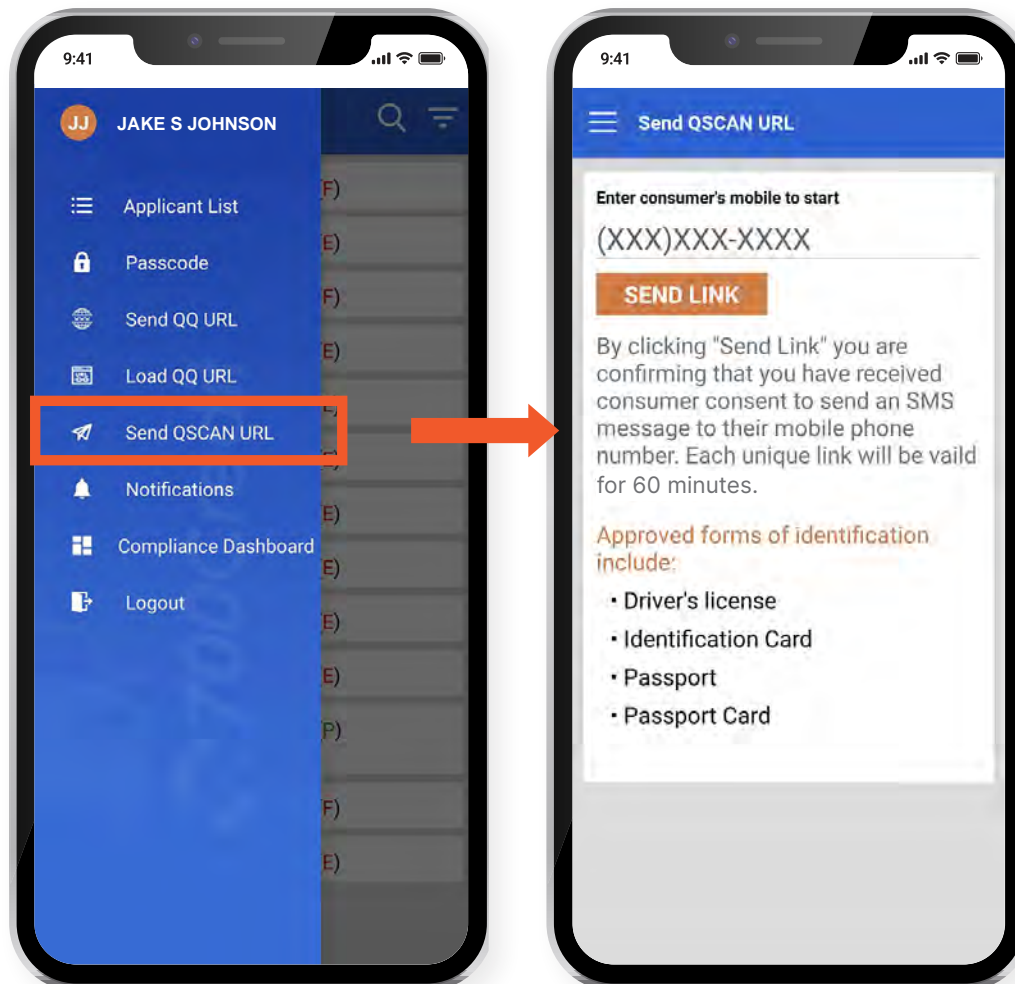 9:41
JJ JAKE S JOHNSON
Applicant List
Passcode
Send QQ URL
Load QQ URL
Send QSCAN URL
Notifications
Compliance Dashboard
Logout
F)
E)
F)
E)
E)
E)
E)
E)
E)
P)
F)
E)
9:41
Send QSCAN URL
Enter consumer's mobile to start
(XXX)XXX-XXXX
SEND LINK
By clicking "Send Link" you are
confirming that you have received
consumer consent to send an SMS
message to their mobile phone
number. Each unique link will be vaild
for 60 minutes.
Approved forms of identification
include:
• Driver's license
• Identification Card
• Passport
• Passport Card